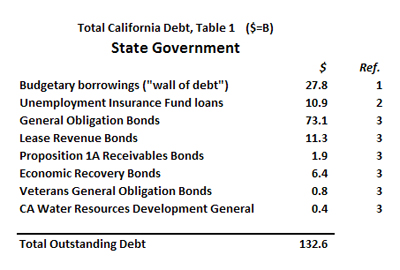 Total California Debt, Table 1 ($=B)
State Government
$ Ref.
Budgetary borrowings ("wall of debt") 27.8 1
Unemployment Insurance Fund loans 10.9 2
General Obligation Bonds 73.1 3
Lease Revenue Bonds 11.3 3
Proposition 1A Receivables Bonds 1.9 3
Economic Recovery Bonds 6.4 3
Veterans General Obligation Bonds 0.8 3
CA Water Resources Development General 0.4 3
Total Outstanding Debt 132.6